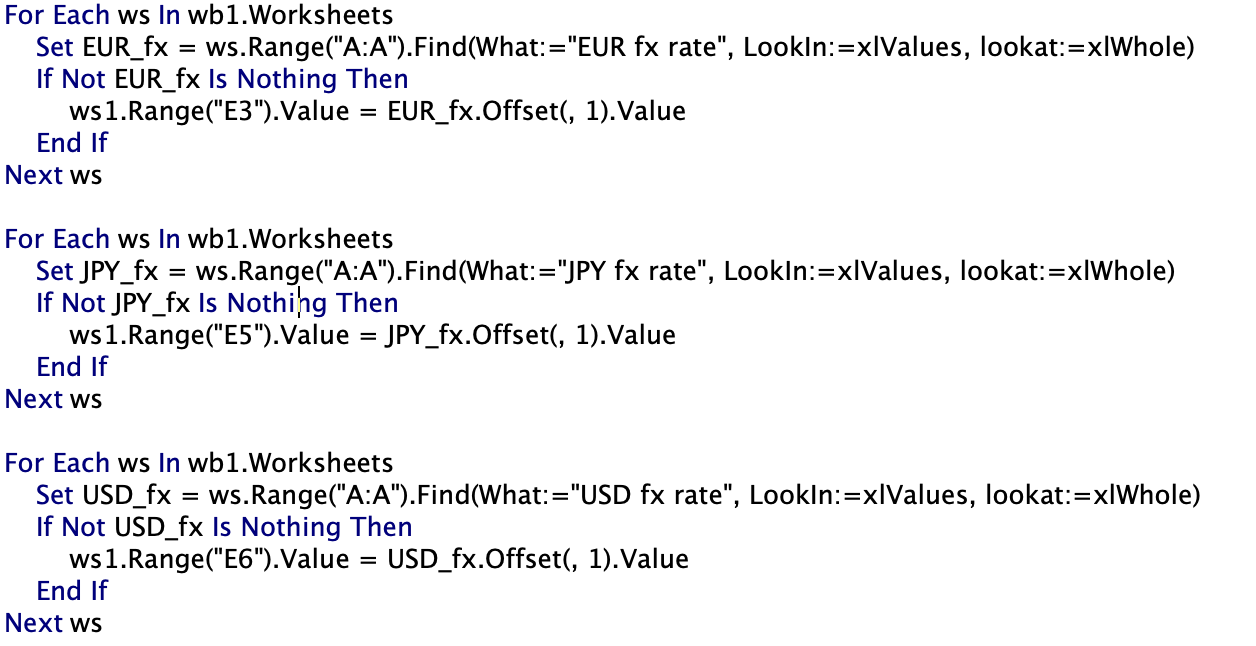 For Each ws In wb1.Worksheets
Set EUR_fx = ws.Range("A:A").Find(What:="EUR fx rate", LookIn:=xlValues, lookat:=xlWhole)
If Not EUR_fx Is Nothing Then
ws1.Range("E3").Value = EUR_fx.Offset(, 1).Value
End If
Next ws
For Each ws In wb1.Worksheets
Set JPY_fx = ws.Range("A:A").Find(What:="JPY fx rate", LookIn:=xlValues, lookat:=xlWhole)
If Not JPY_fx Is Nothing Then
ws1.Range("E5").Value = JPY_fx.Offset(, 1).Value
End If
Next ws
For Each ws In wb1.Worksheets
Set USD_fx = ws.Range("A:A").Find(What:="USD fx rate", LookIn:=xlValues, lookat:=xlWhole)
If Not USD_fx Is Nothing Then
ws1.Range("E6").Value = USD_fx.Offset(, 1).Value
End If
Next ws